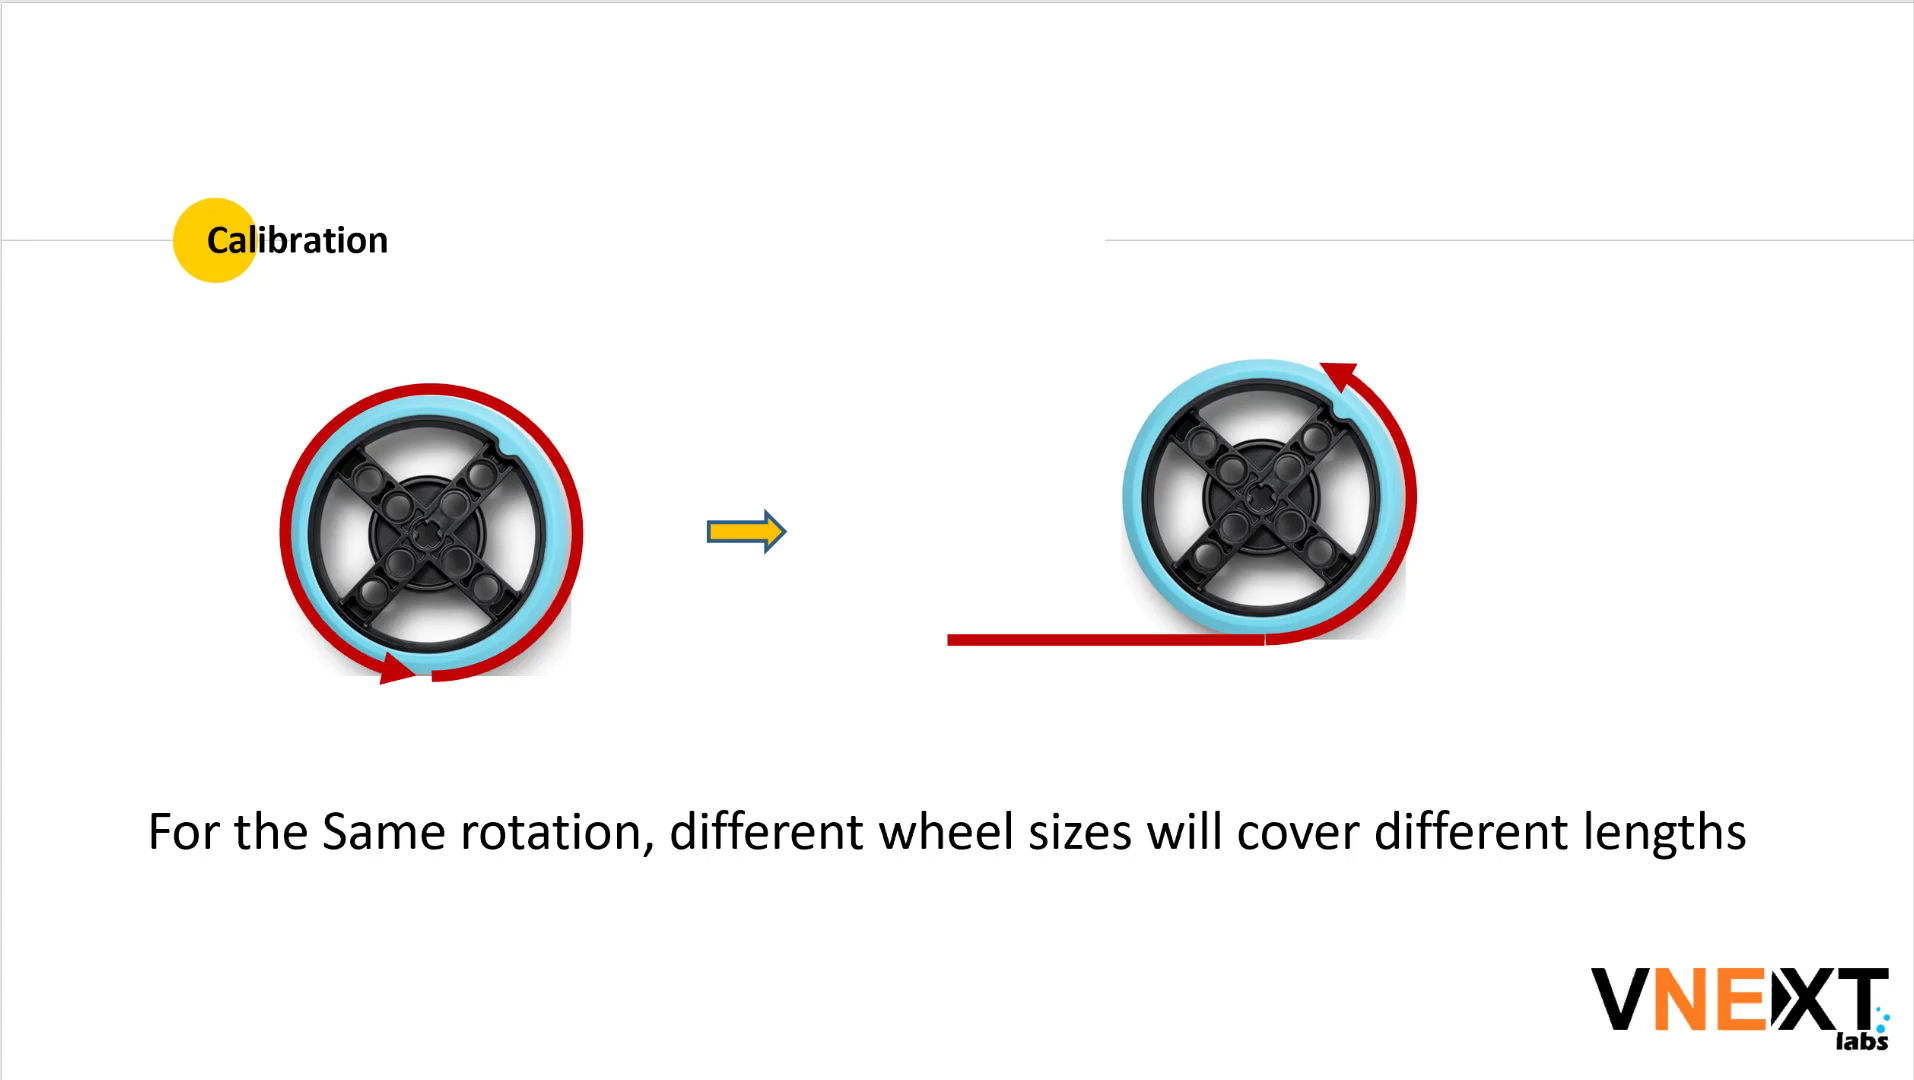 Calibration
For the Same rotation, different wheel sizes will cover different lengths
VNEXT
labs